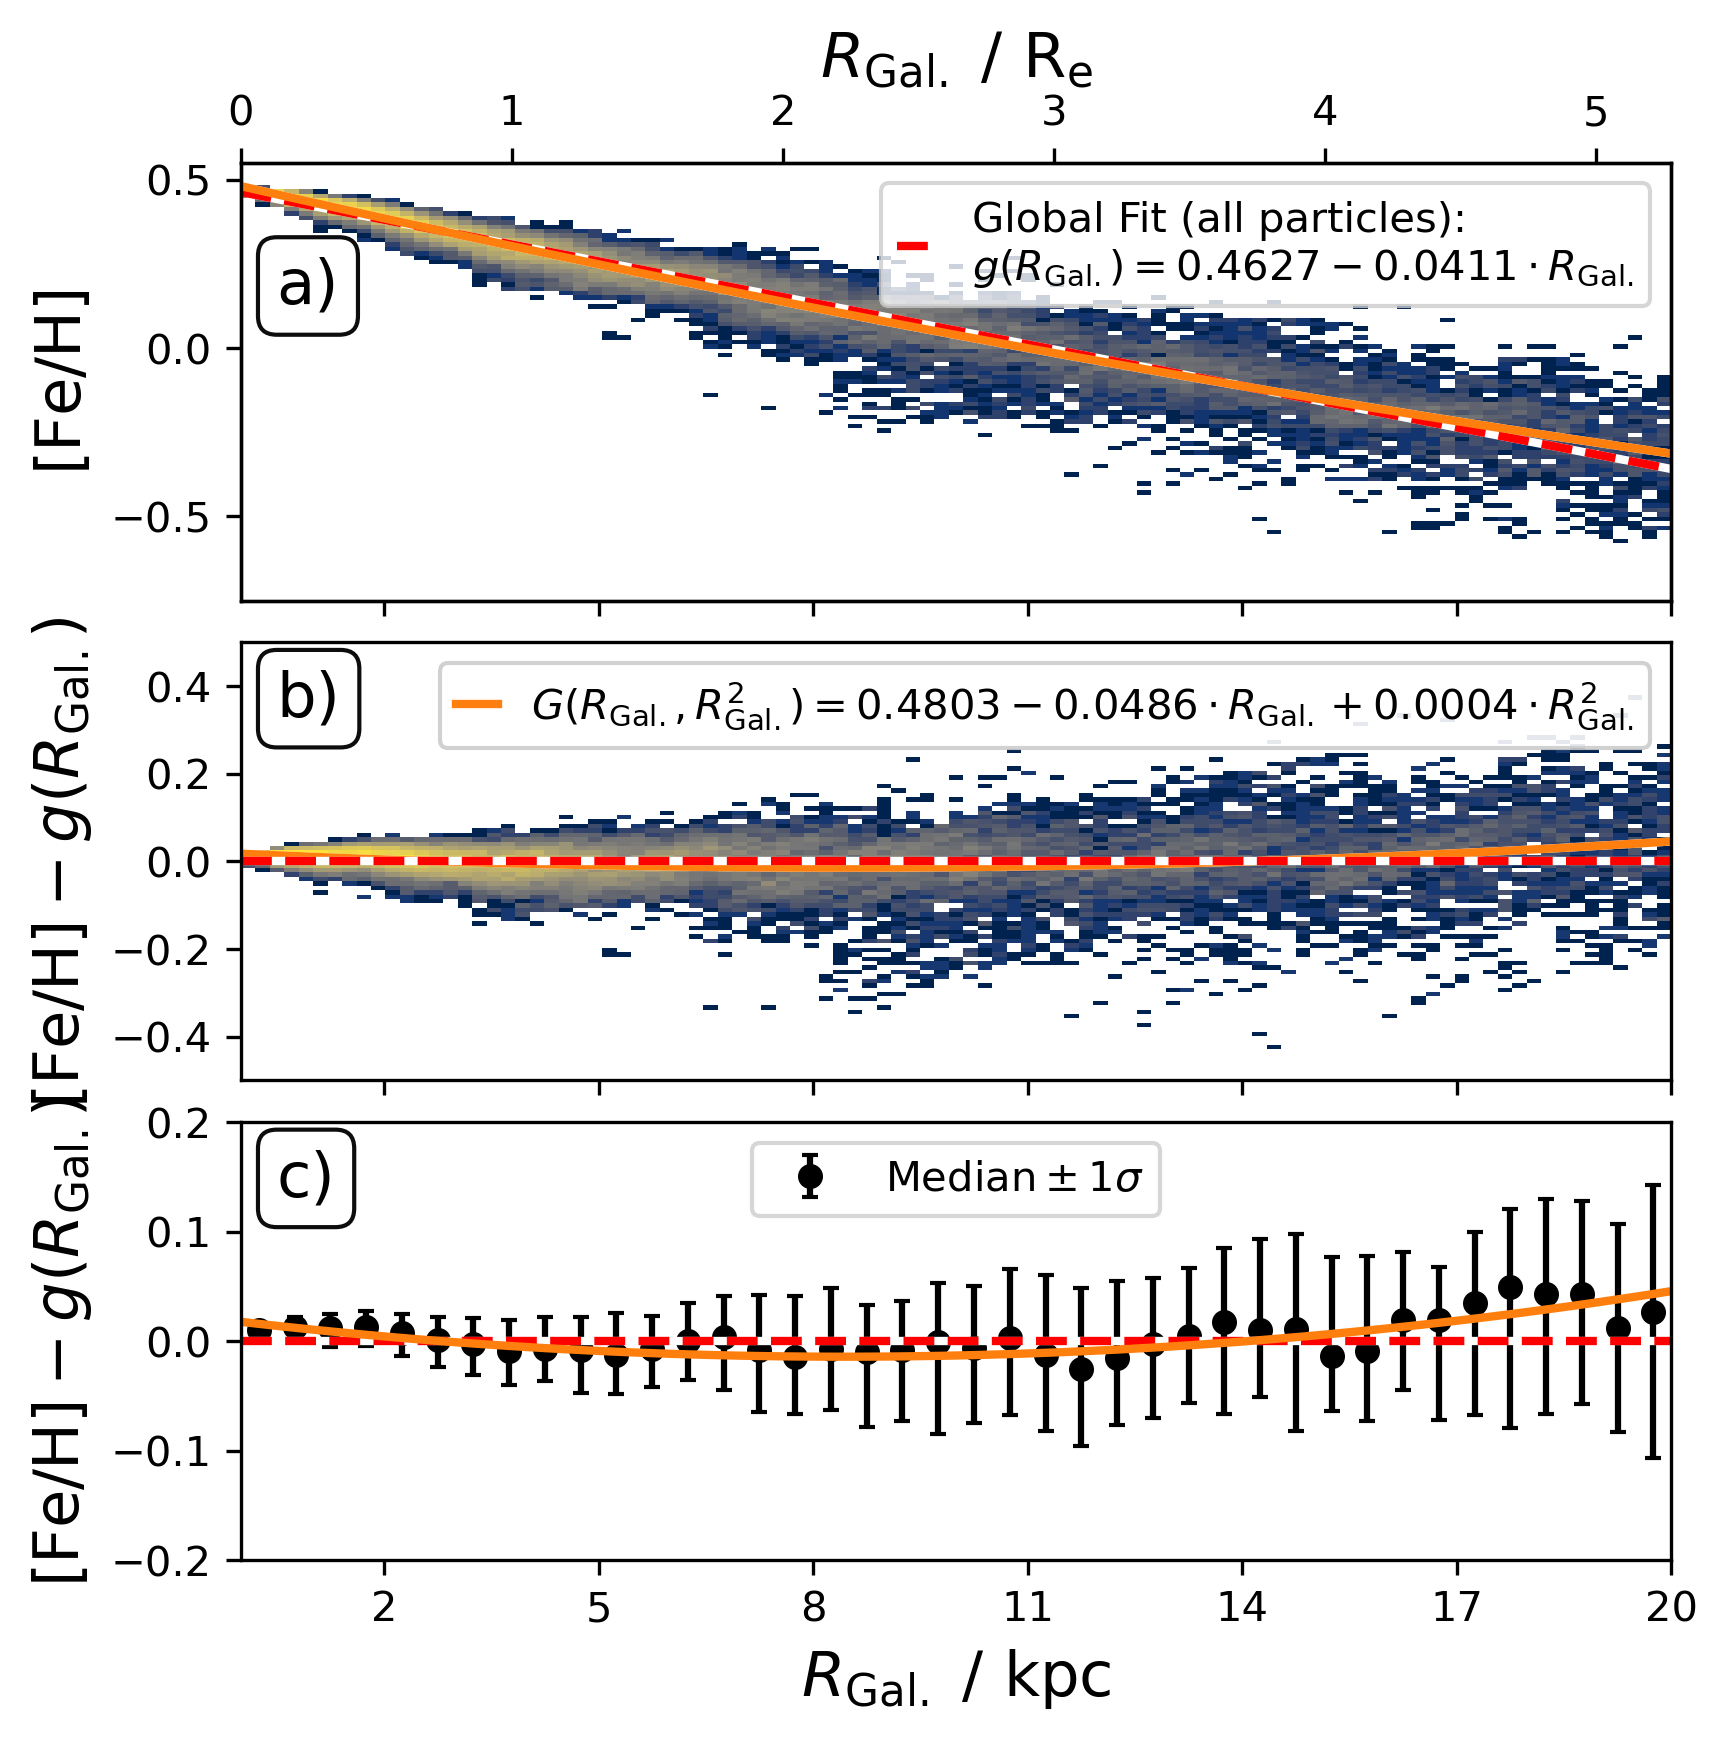 R_Gal. / R_e
0 1 2 3 4 5
[Fe/H]
0.5
0.0
−0.5
a)
Global Fit (all particles):
g(R_Gal.) = 0.4627 − 0.0411 · R_Gal.
[Fe/H] − g(R_Gal.)
0.4
0.2
0.0
−0.2
−0.4
b)
G(R_Gal., R²_Gal.) = 0.4803 − 0.0486 · R_Gal. + 0.0004 · R²_Gal.
[Fe/H] − g(R_Gal.)
0.2
0.1
0.0
−0.1
−0.2
c)
Median ± 1σ
2 5 8 11 14 17 20
R_Gal. / kpc